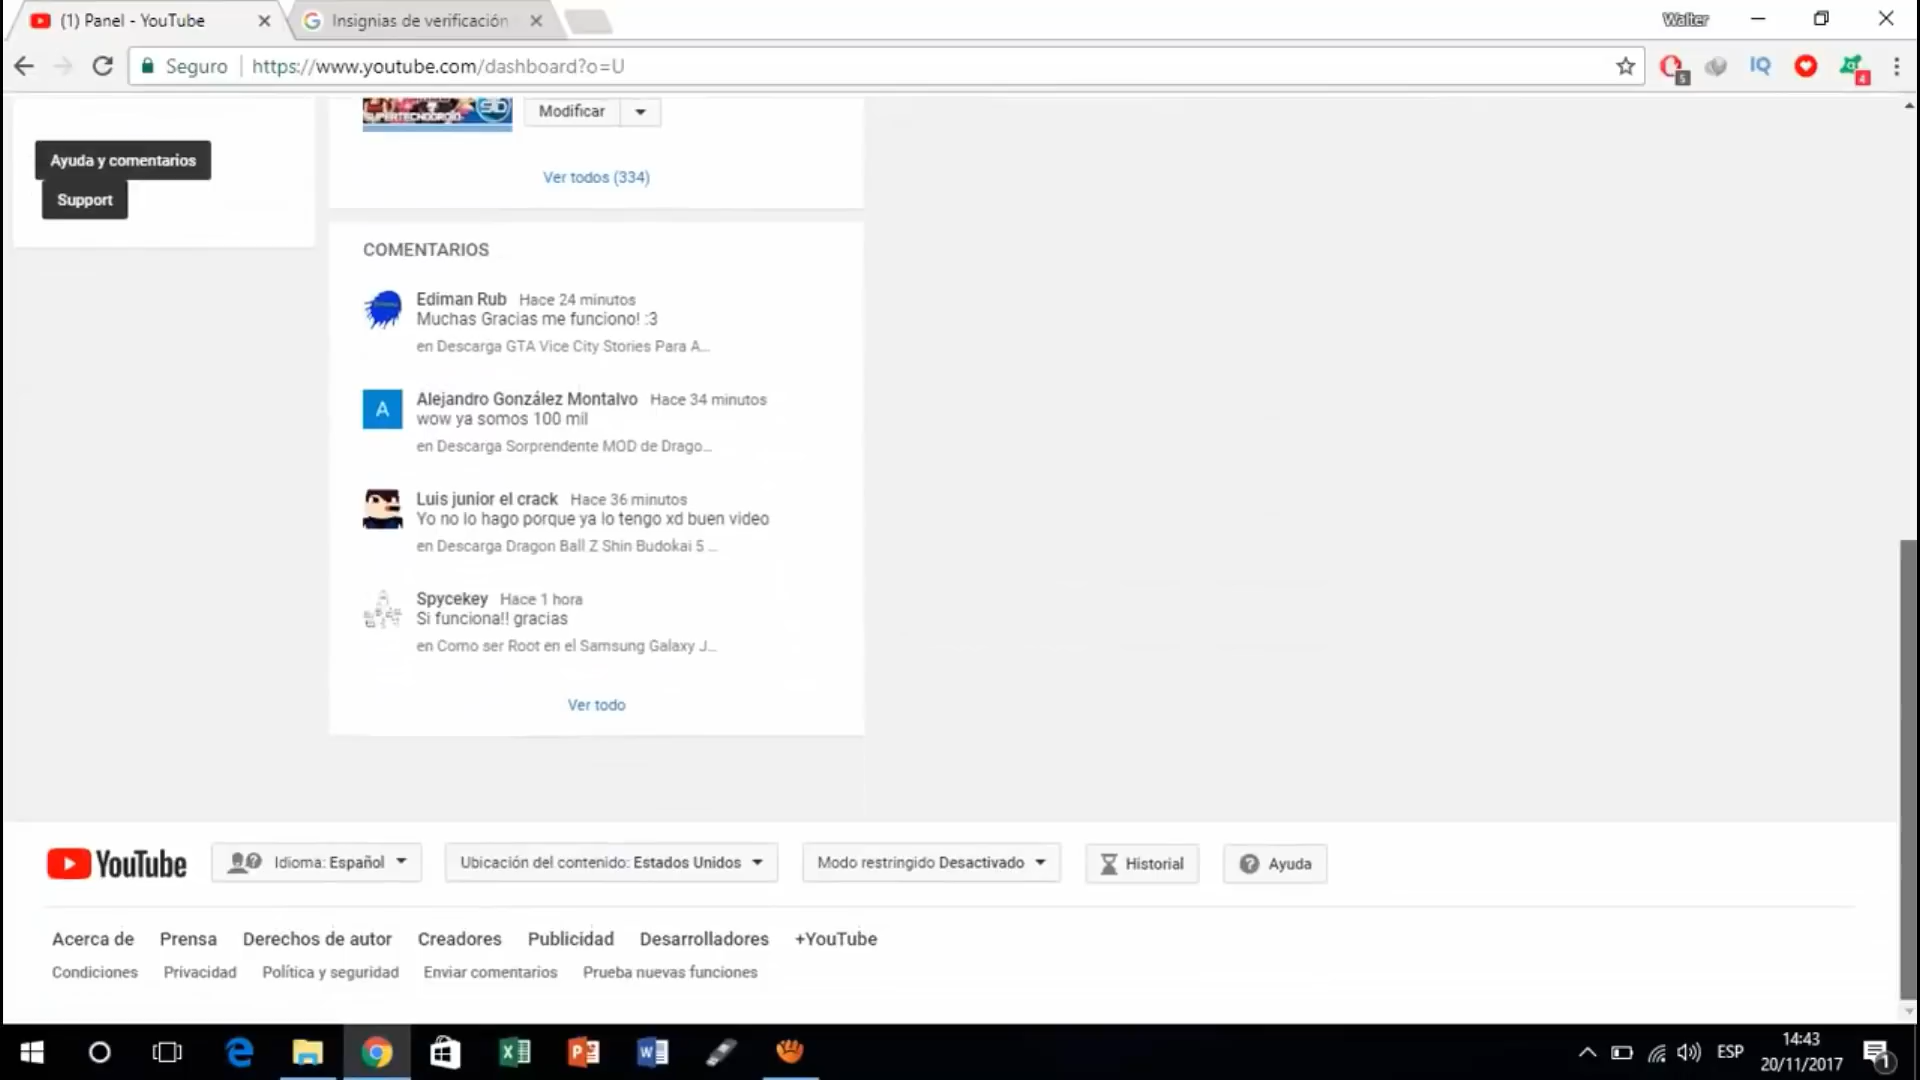 (1) Panel - YouTube
Insignias de verificación
Walter
Seguro
https://www.youtube.com/dashboard?o=U
5
IQ
4
SD
SUPERTECNODROID
Modificar
Ayuda y comentarios
Support
Ver todos (334)
COMENTARIOS
Ediman Rub Hace 24 minutos
Muchas Gracias me funciono! :3
en Descarga GTA Vice City Stories Para A...
A
Alejandro González Montalvo Hace 34 minutos
wow ya somos 100 mil
en Descarga Sorprendente MOD de Drago...
Luis junior el crack Hace 36 minutos
Yo no lo hago porque ya lo tengo xd buen video
en Descarga Dragon Ball Z Shin Budokai 5 ...
Spycekey Hace 1 hora
Si funciona!! gracias
en Como ser Root en el Samsung Galaxy J...
Ver todo
YouTube
Idioma: Español
Ubicación del contenido: Estados Unidos
Modo restringido Desactivado
Historial
Ayuda
Acerca de Prensa Derechos de autor Creadores Publicidad Desarrolladores +YouTube
Condiciones Privacidad Política y seguridad Enviar comentarios Prueba nuevas funciones
ESP
14:43
20/11/2017
1